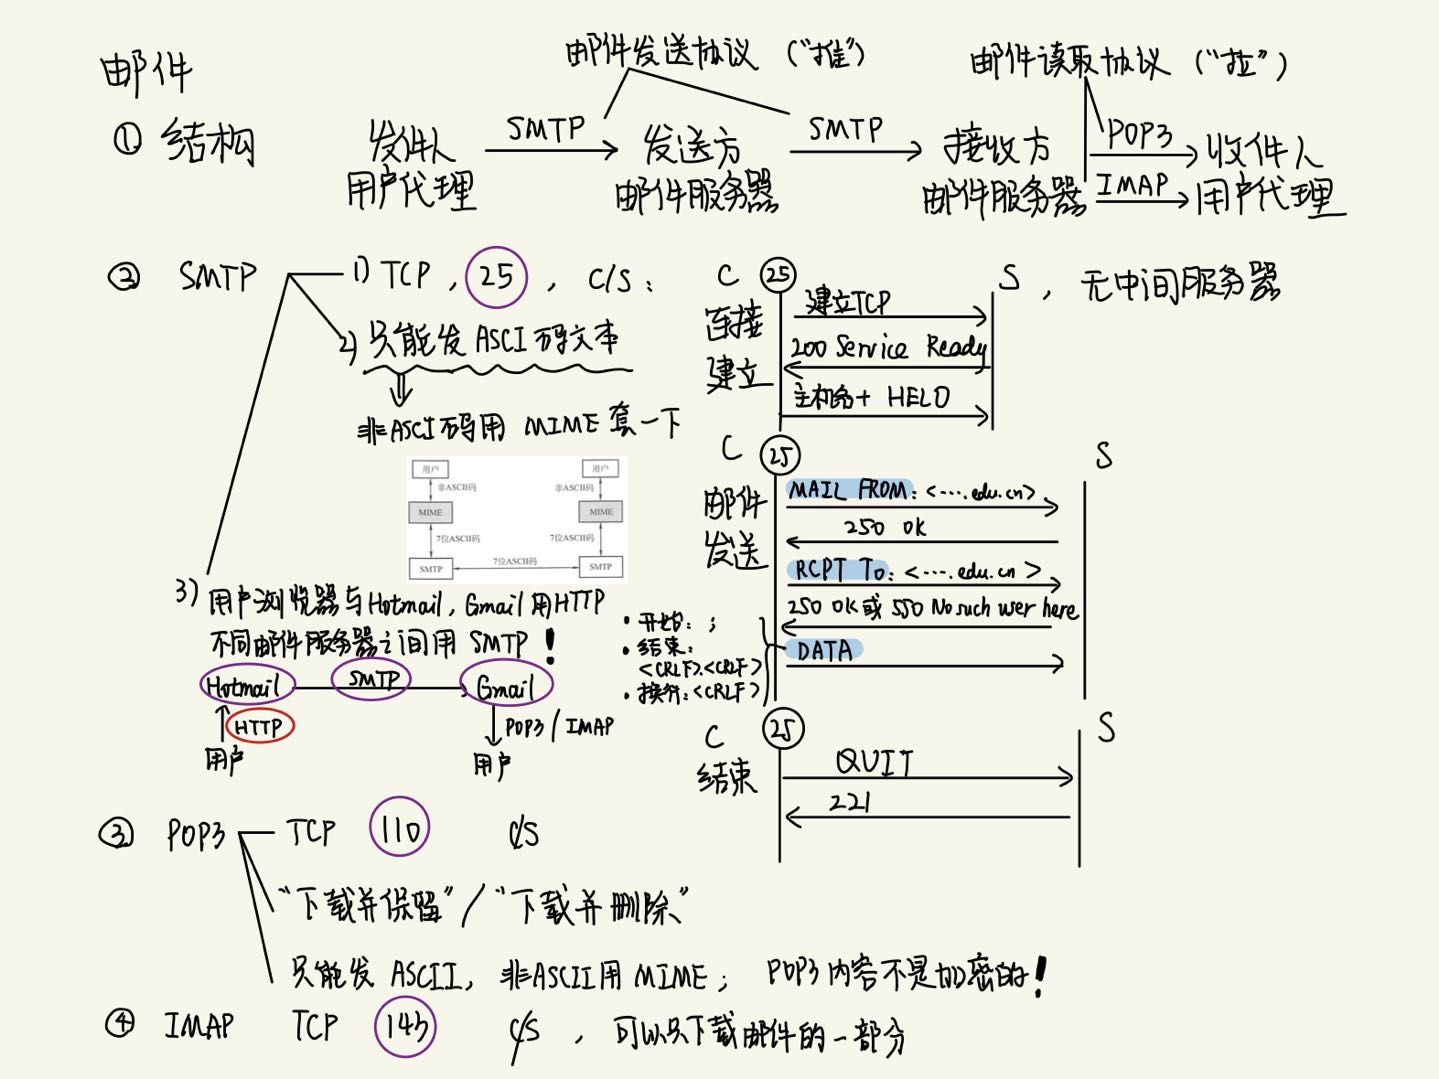 邮件
邮件发送协议（“推”）
邮件读取协议（“拉”）
① 结构
发件人
用户代理
SMTP
发送方
邮件服务器
SMTP
接收方
邮件服务器
POP3
IMAP
收件人
用户代理
② SMTP
1) TCP, 25, C/S:
2) 只能发 ASCI 码文本
非ASCII码用 MIME 套一下
用户
用户
非ASCII码
非ASCII码
MIME
MIME
7位ASCII码
7位ASCII码
7位ASCII码
SMTP
SMTP
3) 用户浏览器与Hotmail, Gmail 用HTTP
不同邮件服务器之间用 SMTP！
Hotmail
SMTP
Gmail
HTTP
POP3 / IMAP
用户
用户
C 25 S, 无中间服务器
连接
建立
建立TCP
200 Service Ready
主机名+ HELO
C 25 S
邮件
发送
MAIL FROM: <....edu.cn>
250 OK
RCPT To: <....edu.cn>
250 OK 或 550 No such user here
DATA
• 开始: ;
• 结束:
<CRLF>.<CRLF>
• 换行: <CRLF>
C 25 S
结束
QUIT
221
③ POP3 TCP 110 C/S
“下载并保留”/“下载并删除”
只能发 ASCII, 非ASCII用 MIME; POP3 内容不是加密的！
④ IMAP TCP 143 C/S, 可以只下载邮件的一部分